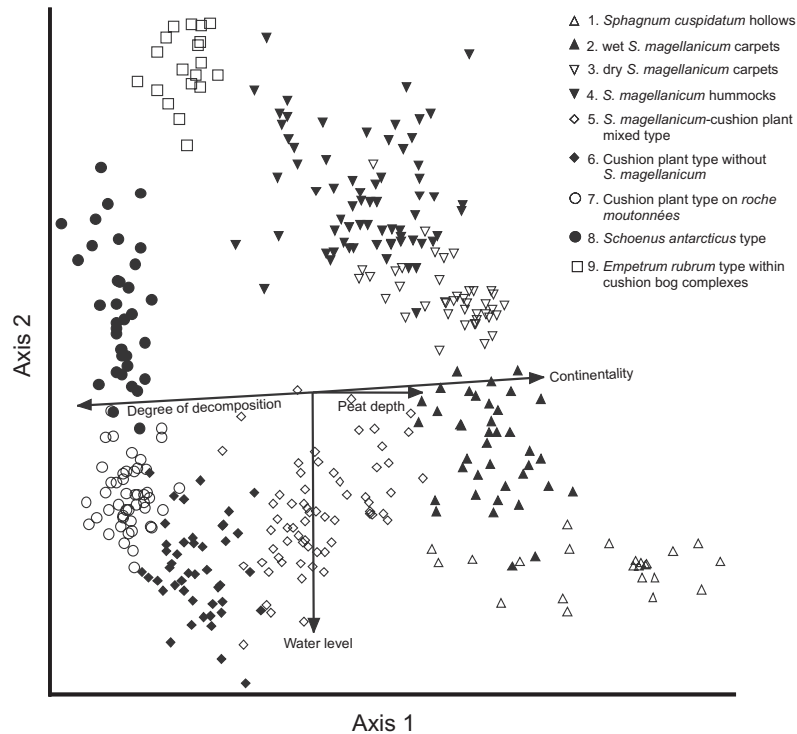 1. Sphagnum cuspidatum hollows
2. wet S. magellanicum carpets
3. dry S. magellanicum carpets
4. S. magellanicum hummocks
5. S. magellanicum-cushion plant
mixed type
6. Cushion plant type without
S. magellanicum
7. Cushion plant type on roche
moutonnées
8. Schoenus antarcticus type
9. Empetrum rubrum type within
cushion bog complexes
Axis 2
Continentality
Degree of decomposition
Peat depth
Water level
Axis 1